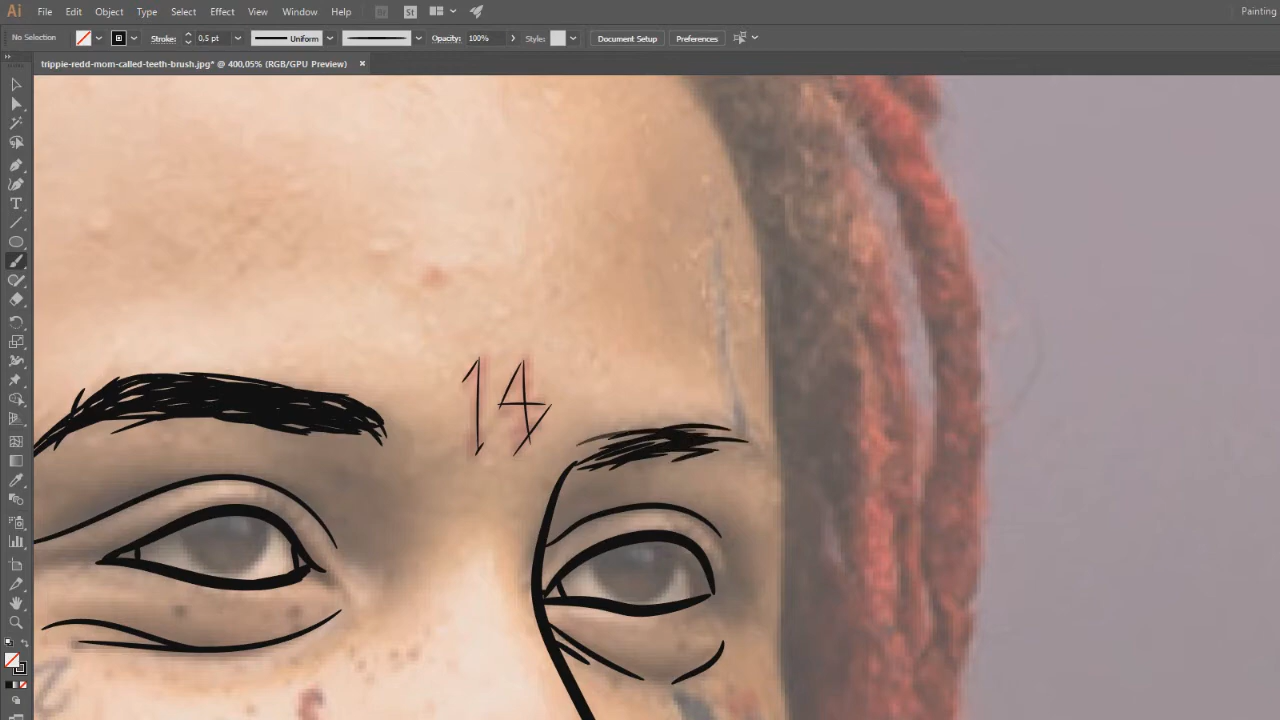 Ai File Edit Object Type Select Effect View Window Help Br St Painting
No Selection Stroke: 0,5 pt Uniform Opacity: 100% Style: Document Setup Preferences
trippie-redd-mom-called-teeth-brush.jpg* @ 400,05% (RGB/GPU Preview) ×
14